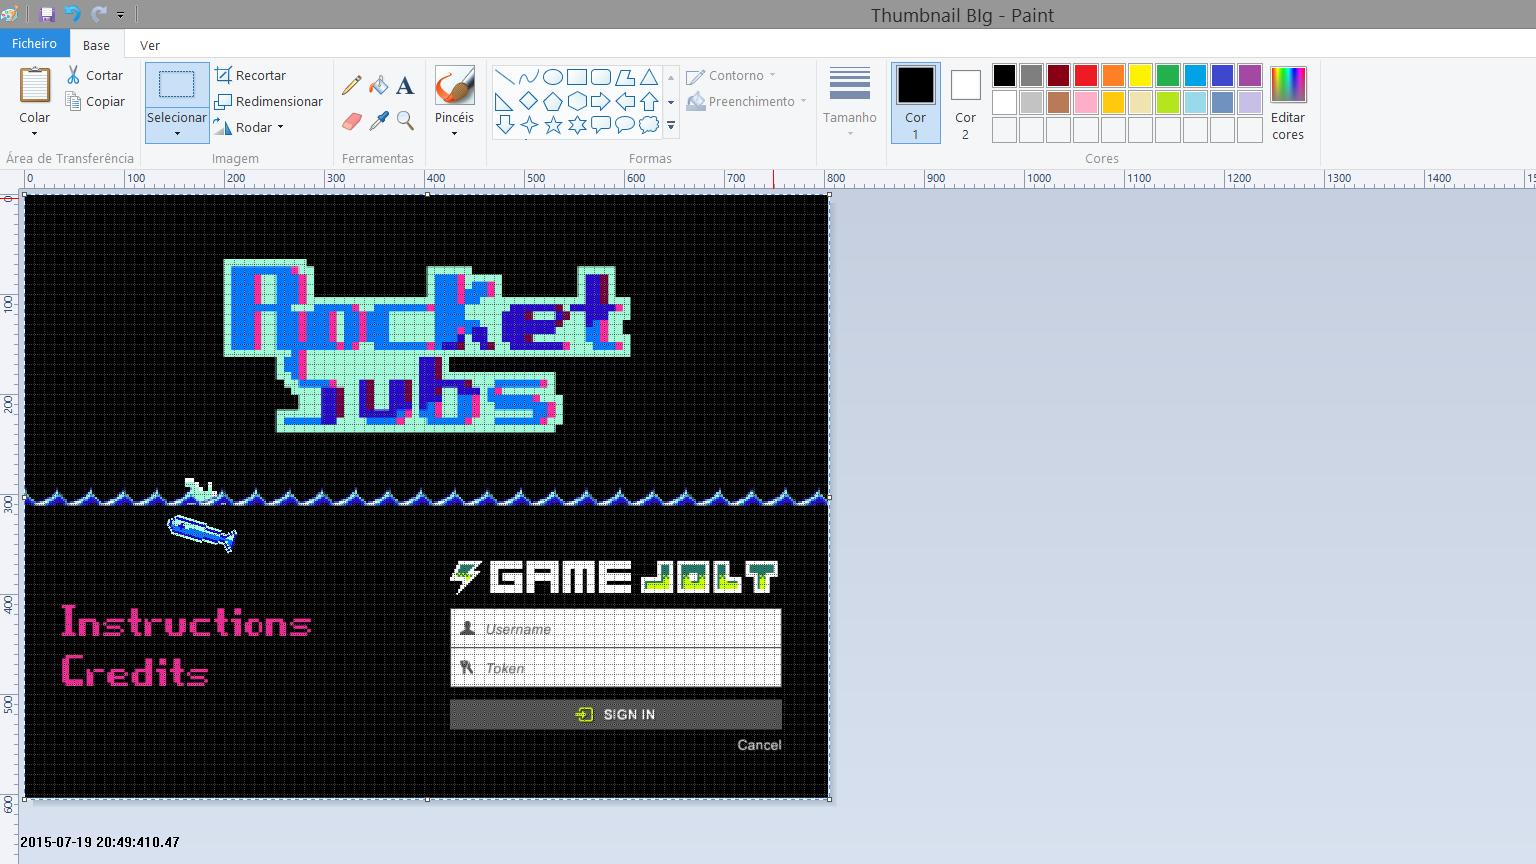 Thumbnail BIg - Paint
Ficheiro Base Ver
Colar
Cortar
Copiar
Área de Transferência
Selecionar
Recortar
Redimensionar
Rodar
Imagem
A
Ferramentas
Pincéis
Contorno
Preenchimento
Formas
Tamanho
Cor 1
Cor 2
Editar cores
Cores
0 100 200 300 400 500 600 700 800 900 1000 1100 1200 1300 1400 15
0
100
200
300
400
500
600
Rocket
Subs
GAME JOLT
Username
Token
SIGN IN
Cancel
Instructions
Credits
2015-07-19 20:49:410.47